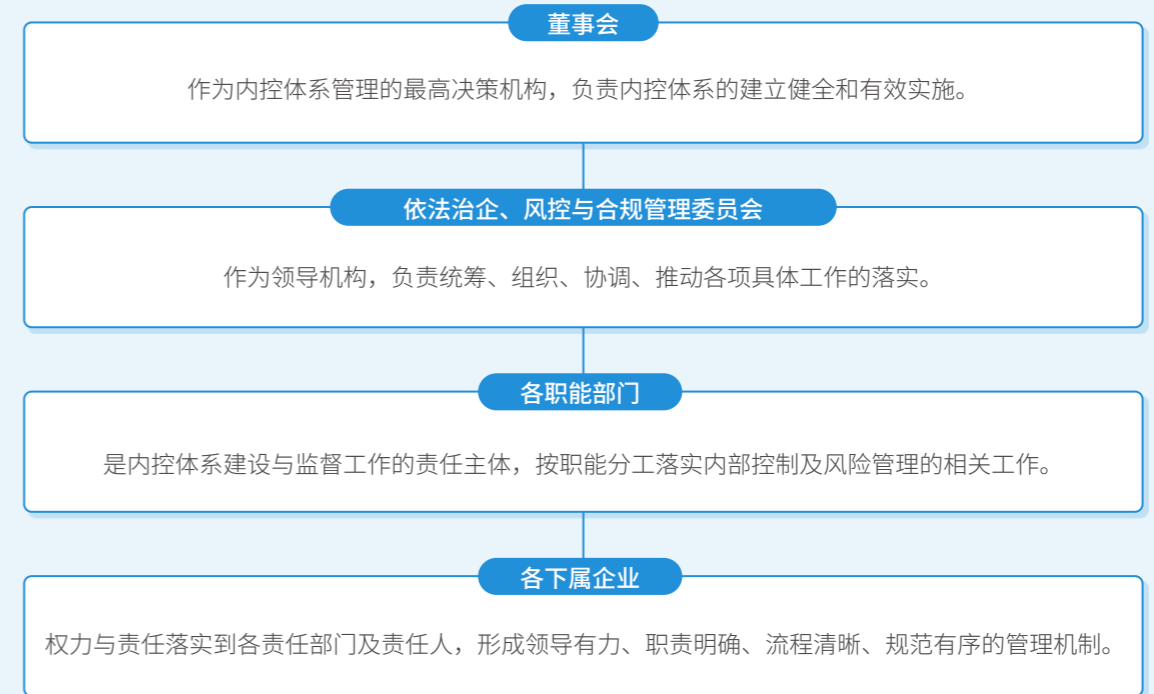 董事会
作为内控体系管理的最高决策机构，负责内控体系的建立健全和有效实施。
依法治企、风控与合规管理委员会
作为领导机构，负责统筹、组织、协调、推动各项具体工作的落实。
各职能部门
是内控体系建设与监督工作的责任主体，按职能分工落实内部控制及风险管理的相关工作。
各下属企业
权力与责任落实到各责任部门及责任人，形成领导有力、职责明确、流程清晰、规范有序的管理机制。